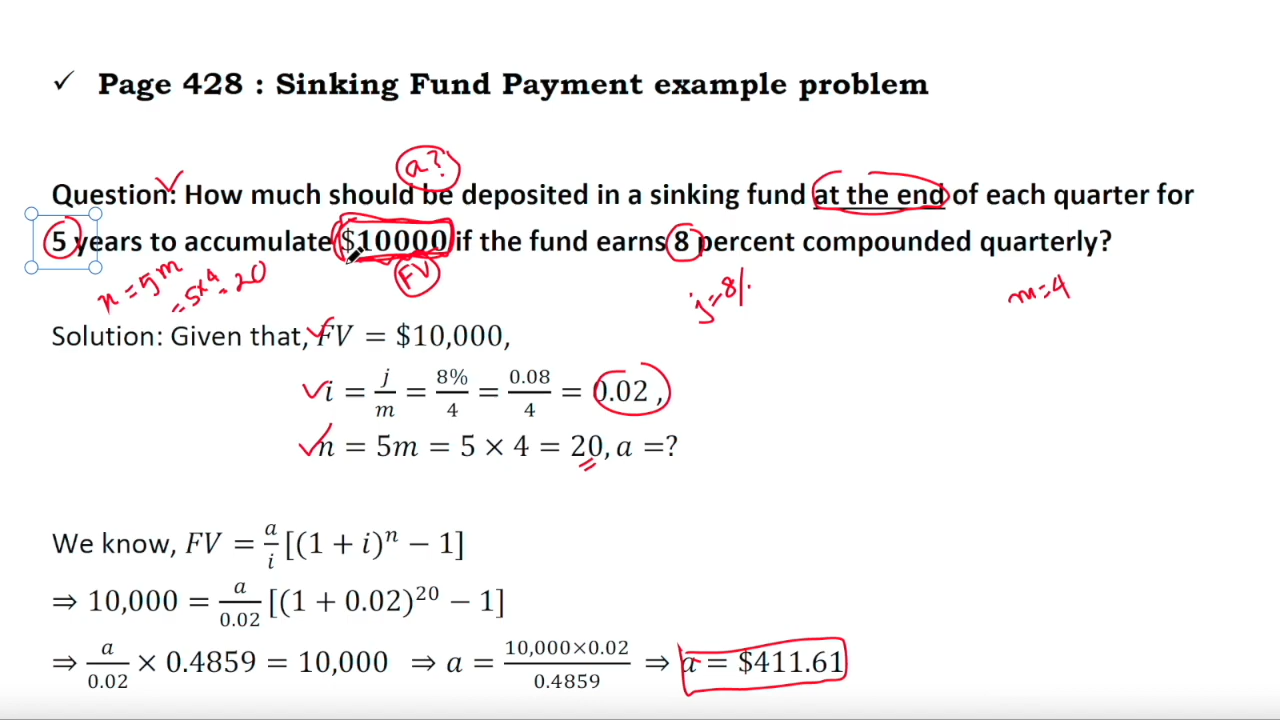 ✓ Page 428 : Sinking Fund Payment example problem
a?
Question: How much should be deposited in a sinking fund at the end of each quarter for
5 years to accumulate $10000 if the fund earns 8 percent compounded quarterly?
n = 5m
= 5×4 = 20
FV
j=8%
m=4
Solution: Given that, FV = $10,000,
i = j/m = 8%/4 = 0.08/4 = 0.02 ,
n = 5m = 5 × 4 = 20, a =?
We know, FV = a/i [(1 + i)ⁿ − 1]
⇒ 10,000 = a/0.02 [(1 + 0.02)²⁰ − 1]
⇒ a/0.02 × 0.4859 = 10,000 ⇒ a = 10,000×0.02/0.4859 ⇒ a = $411.61